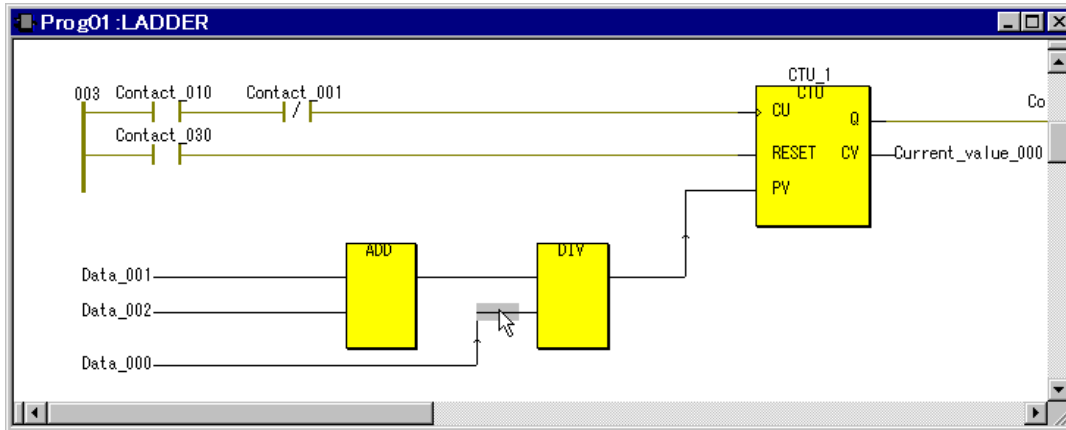 Prog01:LADDER
CTU_1
003 Contact_010 Contact_001
CTU
Co
CU
Q
Contact_030
RESET CV Current_value_000
PV
ADD DIV
Data_001
Data_002
Data_000